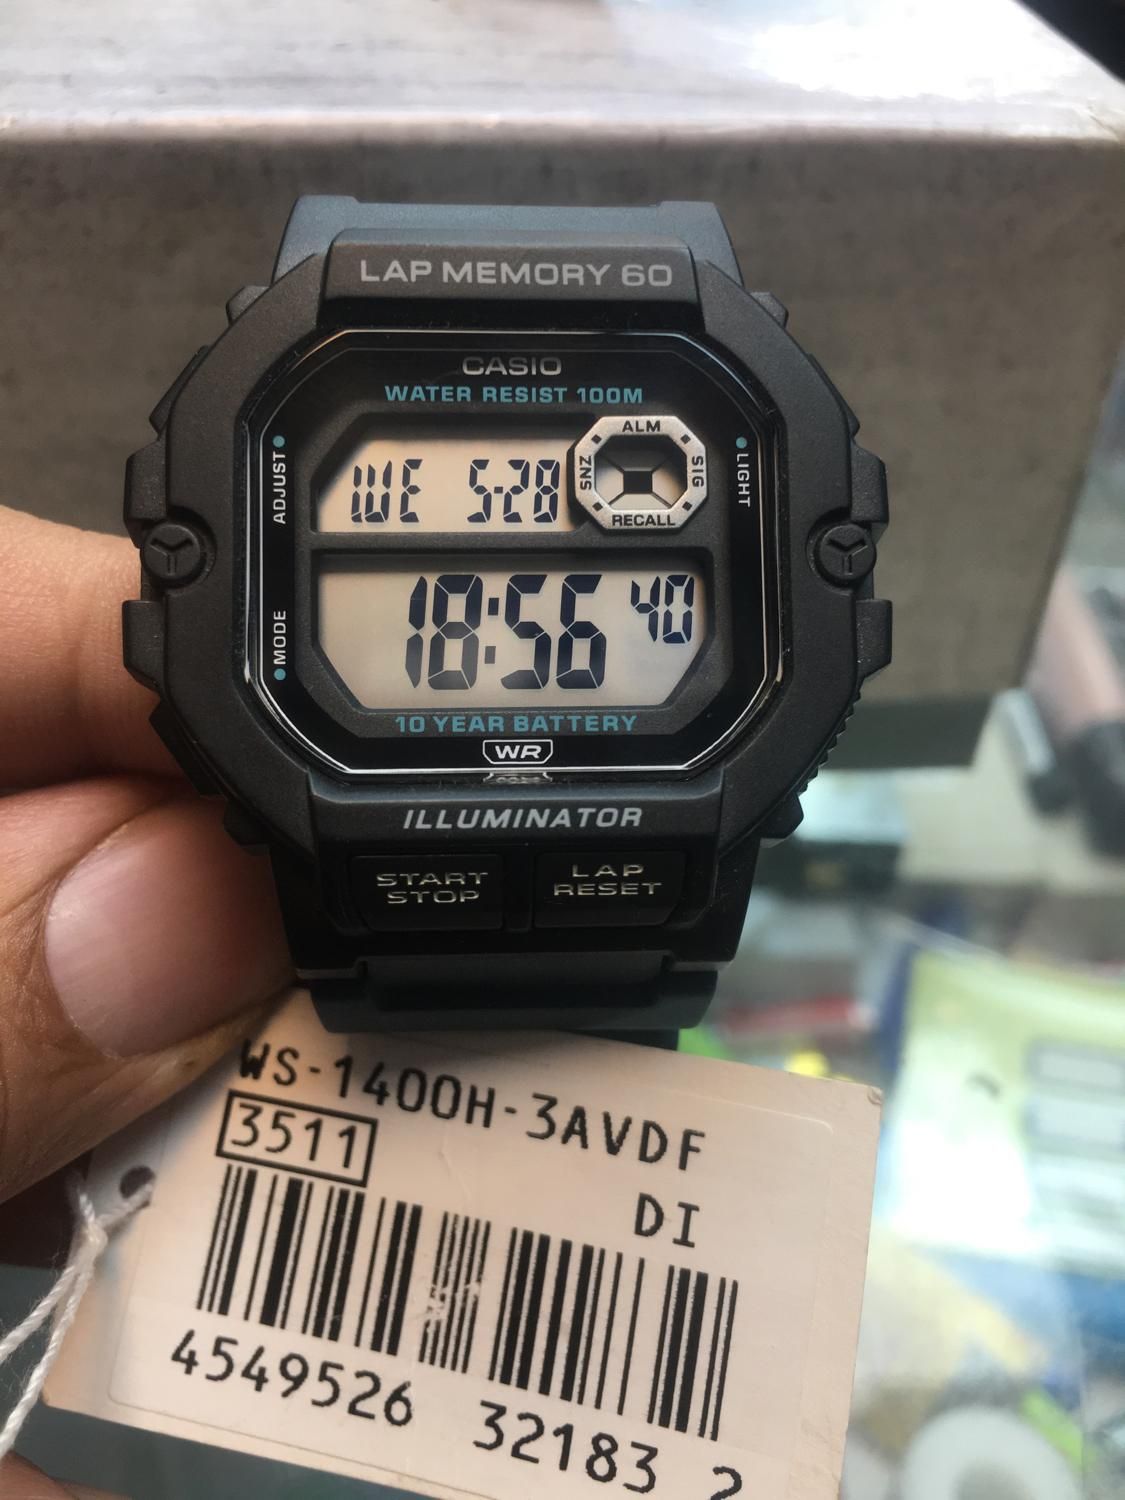 LAP MEMORY 60
CASIO
WATER RESIST 100M
ADJUST
MODE
LIGHT
WE 5-28
ALM
SIG
SNZ
RECALL
18:56 40
10 YEAR BATTERY
WR
ILLUMINATOR
START
STOP
LAP
RESET
WS-1400H-3AVDF
3511
DI
4549526 32183